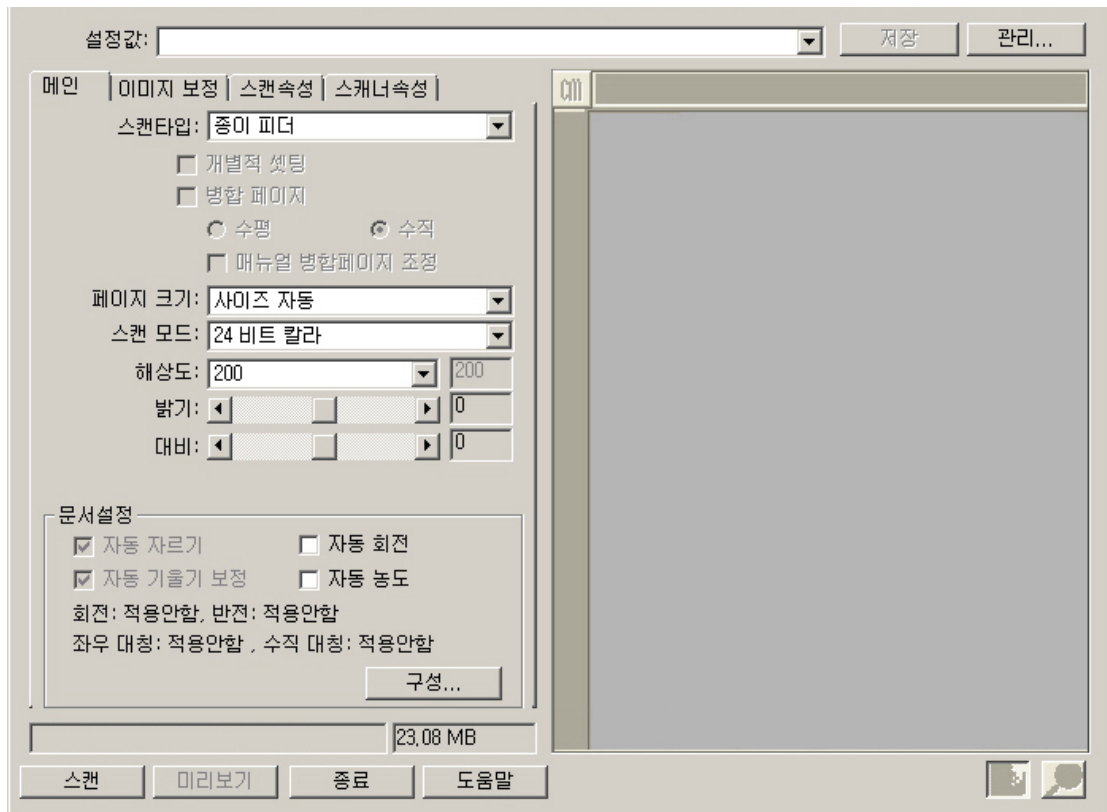 설정값: 저장 관리...
메인 이미지 보정 스캔속성 스캐너속성
cm
스캔타입: 종이 피더
개별적 셋팅
병합 페이지
수평 수직
매뉴얼 병합페이지 조정
페이지 크기: 사이즈 자동
스캔 모드: 24 비트 칼라
해상도: 200 200
밝기: 0
대비: 0
문서설정
자동 자르기 자동 회전
자동 기울기 보정 자동 농도
회전: 적용안함, 반전: 적용안함
좌우 대칭: 적용안함 , 수직 대칭: 적용안함
구성...
23,08 MB
스캔 미리보기 종료 도움말